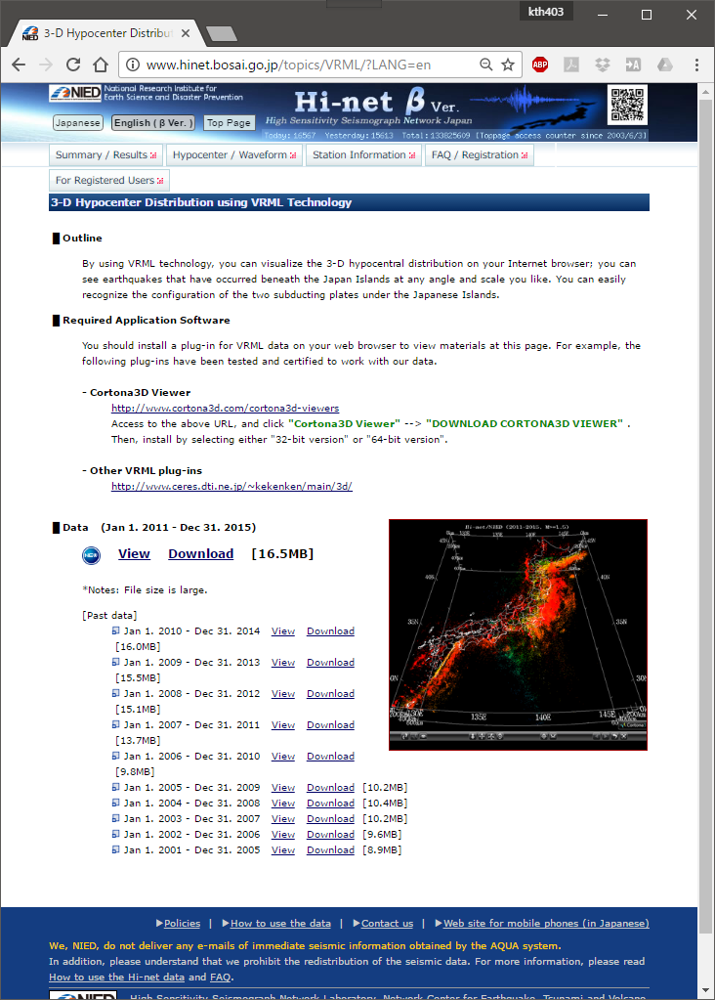 kth403
3-D Hypocenter Distribut
www.hinet.bosai.go.jp/topics/VRML/?LANG=en
ABP
NIED National Research Institute for
Earth Science and Disaster Prevention
Hi-net β Ver.
High Sensitivity Seismograph Network Japan
Japanese English ( β Ver. ) Top Page
Today:16567 Yesterday:15613 Total:133825609 [Toppage access counter since 2003/6/3]
Summary / Results Hypocenter / Waveform Station Information FAQ / Registration
For Registered Users
3-D Hypocenter Distribution using VRML Technology
Outline
By using VRML technology, you can visualize the 3-D hypocentral distribution on your Internet browser; you can
see earthquakes that have occurred beneath the Japan Islands at any angle and scale you like. You can easily
recognize the configuration of the two subducting plates under the Japanese Islands.
Required Application Software
You should install a plug-in for VRML data on your web browser to view materials at this page. For example, the
following plug-ins have been tested and certified to work with our data.
- Cortona3D Viewer
http://www.cortona3d.com/cortona3d-viewers
Access to the above URL, and click "Cortona3D Viewer" --> "DOWNLOAD CORTONA3D VIEWER" .
Then, install by selecting either "32-bit version" or "64-bit version".
- Other VRML plug-ins
http://www.ceres.dti.ne.jp/~kekenken/main/3d/
Data (Jan 1. 2011 - Dec 31. 2015)
NEW View Download [16.5MB]
*Notes: File size is large.
[Past data]
Jan 1. 2010 - Dec 31. 2014 View Download
[16.0MB]
Jan 1. 2009 - Dec 31. 2013 View Download
[15.5MB]
Jan 1. 2008 - Dec 31. 2012 View Download
[15.1MB]
Jan 1. 2007 - Dec 31. 2011 View Download
[13.7MB]
Jan 1. 2006 - Dec 31. 2010 View Download
[9.8MB]
Jan 1. 2005 - Dec 31. 2009 View Download [10.2MB]
Jan 1. 2004 - Dec 31. 2008 View Download [10.4MB]
Jan 1. 2003 - Dec 31. 2007 View Download [10.2MB]
Jan 1. 2002 - Dec 31. 2006 View Download [9.6MB]
Jan 1. 2001 - Dec 31. 2005 View Download [8.9MB]
Hi-net/NIED (2011-2015, M>=1.5)
130E 135E 140E 145E
45N
40N 40N
35N 35N
30N
135E 140E 145E
Policies | How to use the data | Contact us | Web site for mobile phones (in Japanese)
We, NIED, do not deliver any e-mails of immediate seismic information obtained by the AQUA system.
In addition, please understand that we prohibit the redistribution of the seismic data. For more information, please read
How to use the Hi-net data and FAQ.
NIED High Sensitivity Seismograph Network Laboratory, Network Center for Earthquake, Tsunami and Volcano